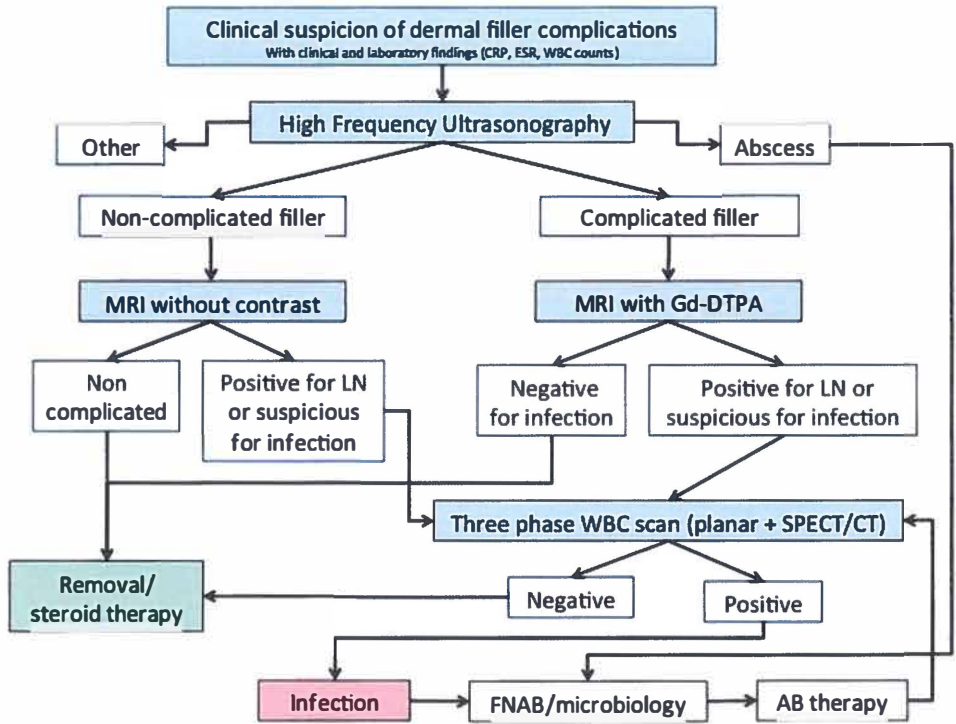 Clinical suspicion of dermal filler complications
With clinical and laboratory findings (CRP, ESR, WBC counts)
High Frequency Ultrasonography
Other
Abscess
Non-complicated filler
Complicated filler
MRI without contrast
MRI with Gd-DTPA
Non
complicated
Positive for LN
or suspicious
for infection
Negative
for infection
Positive for LN or
suspicious for infection
Three phase WBC scan (planar + SPECT/CT)
Removal/
steroid therapy
Negative
Positive
Infection
FNAB/microbiology
AB therapy